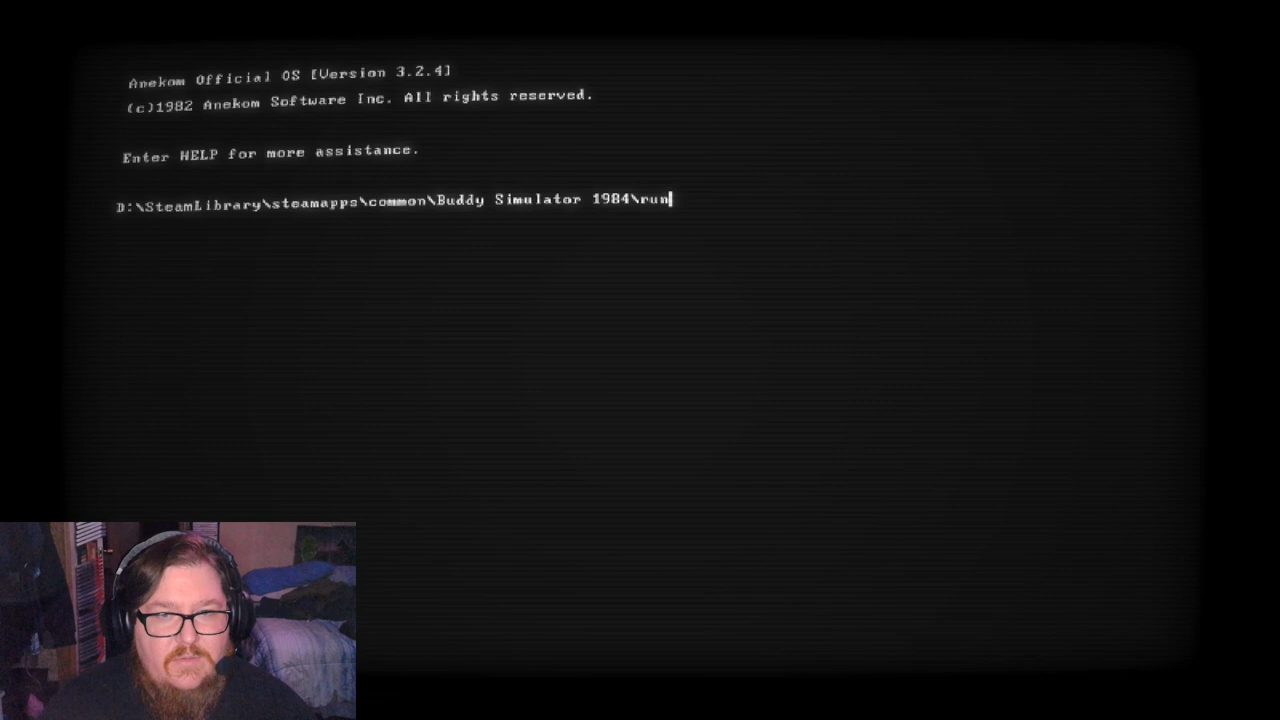 Anekom Official OS [Version 3.2.4]
(c)1982 Anekom Software Inc. All rights reserved.
Enter HELP for more assistance.
D:\SteamLibrary\steamapps\common\Buddy Simulator 1984\run